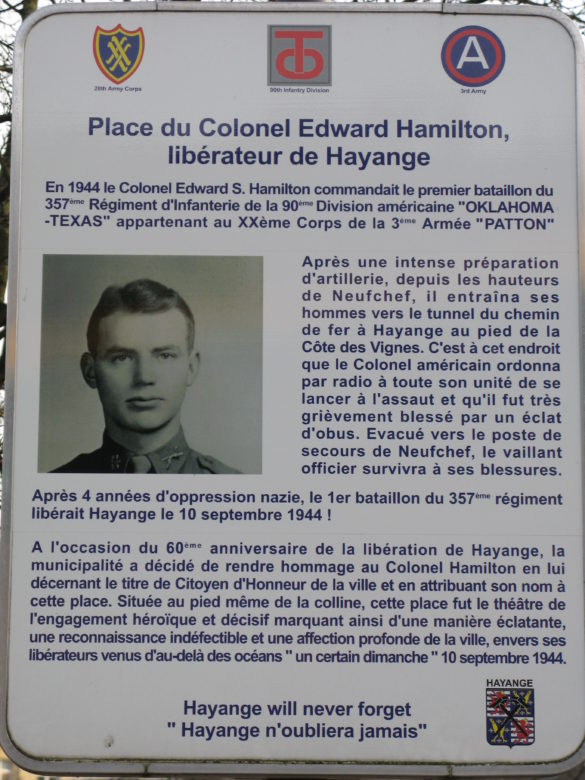 20th Army Corps
90th Infantry Division
3rd Army
Place du Colonel Edward Hamilton,
libérateur de Hayange
En 1944 le Colonel Edward S. Hamilton commandait le premier bataillon du
357ème Régiment d'Infanterie de la 90ème Division américaine "OKLAHOMA
-TEXAS" appartenant au XXème Corps de la 3ème Armée "PATTON"
Après une intense préparation
d'artillerie, depuis les hauteurs
de Neufchef, il entraîna ses
hommes vers le tunnel du chemin
de fer à Hayange au pied de la
Côte des Vignes. C'est à cet endroit
que le Colonel américain ordonna
par radio à toute son unité de se
lancer à l'assaut et qu'il fut très
grièvement blessé par un éclat
d'obus. Evacué vers le poste de
secours de Neufchef, le vaillant
officier survivra à ses blessures.
Après 4 années d'oppression nazie, le 1er bataillon du 357ème régiment
libérait Hayange le 10 septembre 1944 !
A l'occasion du 60ème anniversaire de la libération de Hayange, la
municipalité a décidé de rendre hommage au Colonel Hamilton en lui
décernant le titre de Citoyen d'Honneur de la ville et en attribuant son nom à
cette place. Située au pied même de la colline, cette place fut le théâtre de
l'engagement héroïque et décisif marquant ainsi d'une manière éclatante,
une reconnaissance indéfectible et une affection profonde de la ville, envers ses
libérateurs venus d'au-delà des océans " un certain dimanche " 10 septembre 1944.
HAYANGE
Hayange will never forget
" Hayange n'oubliera jamais"